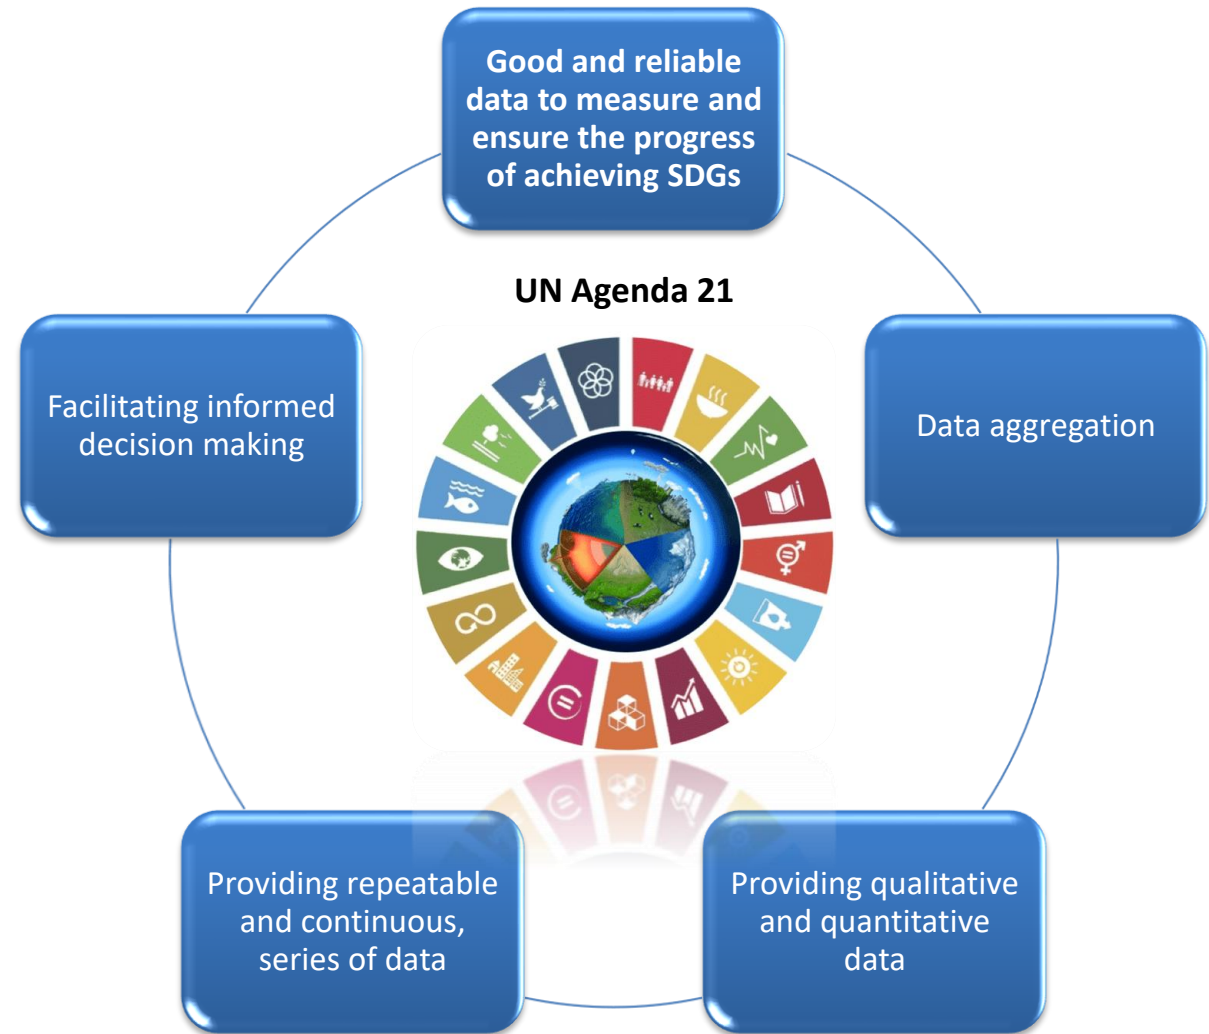 Good and reliable
data to measure and
ensure the progress
of achieving SDGs
UN Agenda 21
Facilitating informed
decision making
Data aggregation
Providing repeatable
and continuous,
series of data
Providing qualitative
and quantitative
data